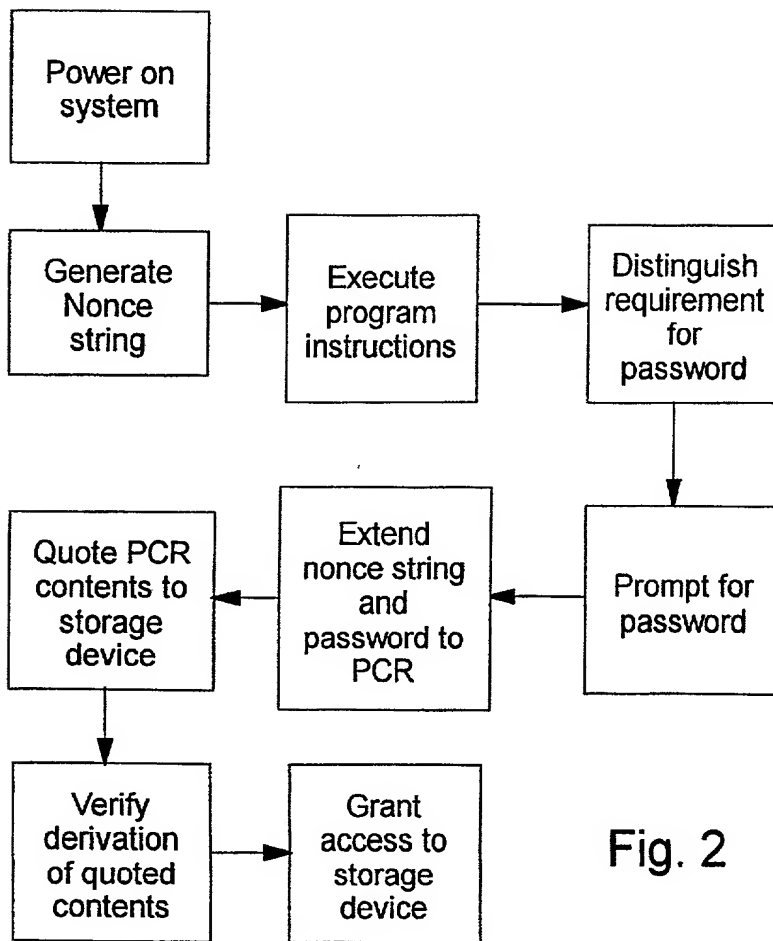 Power on
system
Generate
Nonce
string
Execute
program
instructions
Distinguish
requirement
for
password
Prompt for
password
Extend
nonce string
and
password to
PCR
Quote PCR
contents to
storage
device
Verify
derivation
of quoted
contents
Grant
access to
storage
device
Fig. 2